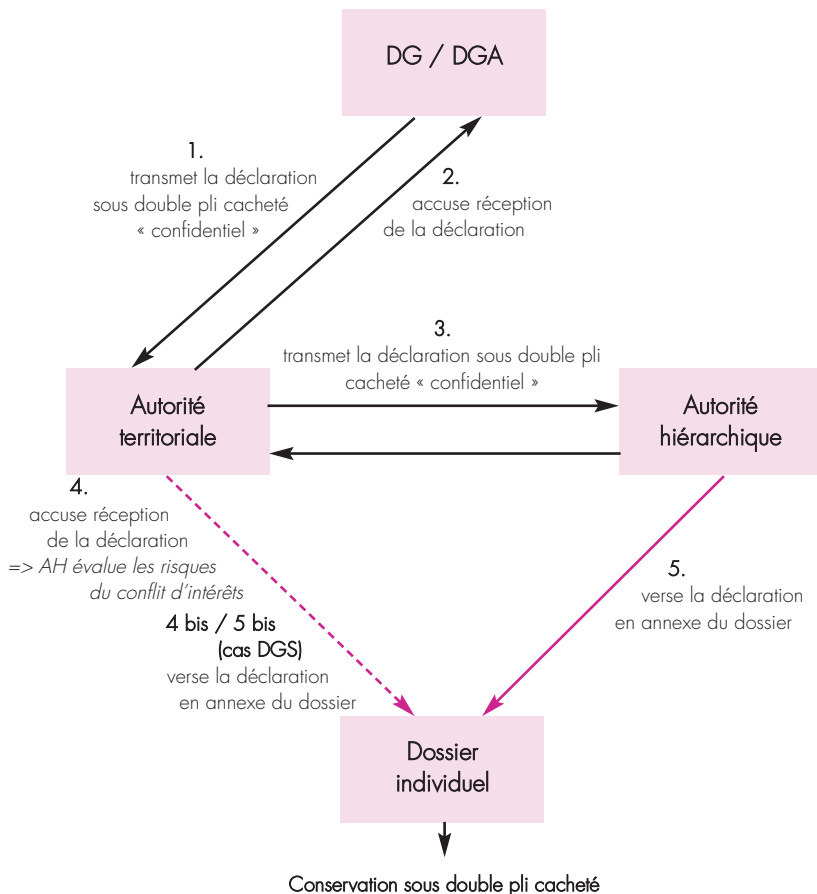 DG / DGA
1.
transmet la déclaration
sous double pli cacheté
« confidentiel »
2.
accuse réception
de la déclaration
3.
transmet la déclaration sous double pli
cacheté « confidentiel »
Autorité
territoriale
Autorité
hiérarchique
4.
accuse réception
de la déclaration
=> AH évalue les risques
du conflit d’intérêts
4 bis / 5 bis
(cas DGS)
verse la déclaration
en annexe du dossier
5.
verse la déclaration
en annexe du dossier
Dossier
individuel
Conservation sous double pli cacheté